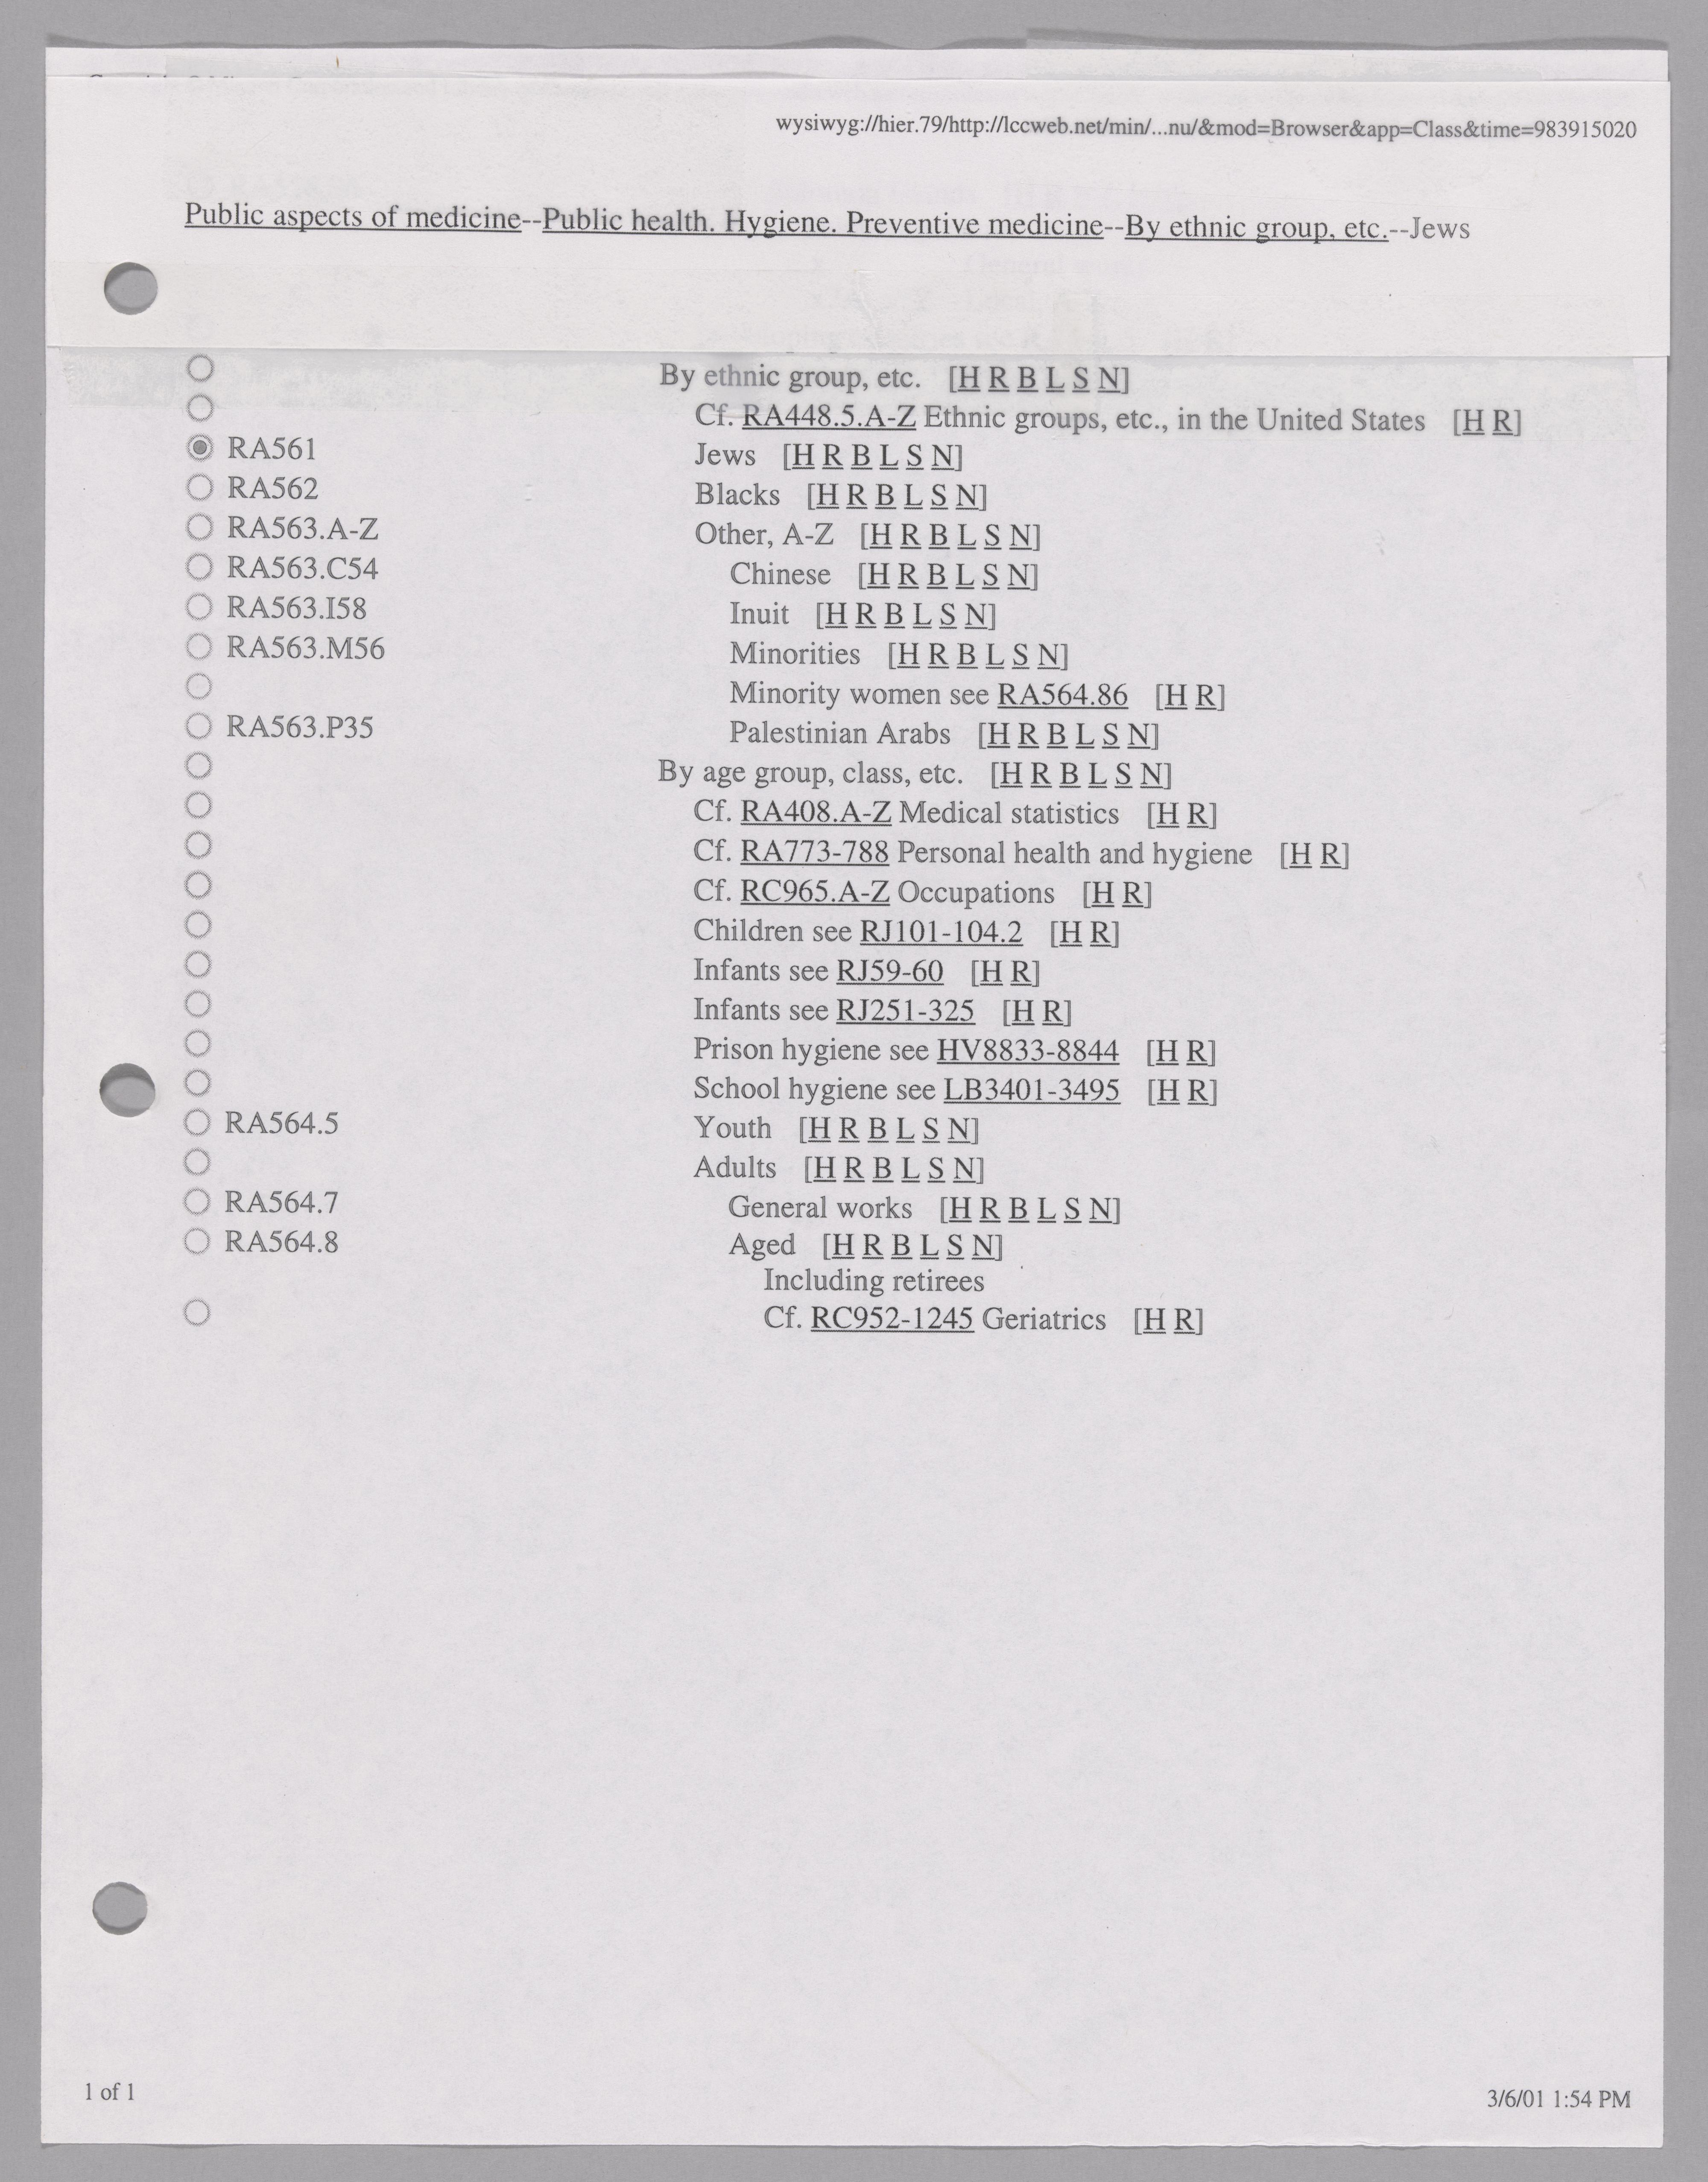 wysiwyg://hier.79/http://lccweb.net/min/...nu/&mod=Browser&app=Class&time=983915020
Public aspects of medicine--Public health. Hygiene. Preventive medicine--By ethnic group, etc.--Jews
By ethnic group, etc. [H R B L S N]
Cf. RA448.5.A-Z Ethnic groups, etc., in the United States [H R]
RA561 Jews [H R B L S N]
RA562 Blacks [H R B L S N]
RA563.A-Z Other, A-Z [H R B L S N]
RA563.C54 Chinese [H R B L S N]
RA563.I58 Inuit [H R B L S N]
RA563.M56 Minorities [H R B L S N]
Minority women see RA564.86 [H R]
RA563.P35 Palestinian Arabs [H R B L S N]
By age group, class, etc. [H R B L S N]
Cf. RA408.A-Z Medical statistics [H R]
Cf. RA773-788 Personal health and hygiene [H R]
Cf. RC965.A-Z Occupations [H R]
Children see RJ101-104.2 [H R]
Infants see RJ59-60 [H R]
Infants see RJ251-325 [H R]
Prison hygiene see HV8833-8844 [H R]
School hygiene see LB3401-3495 [H R]
RA564.5 Youth [H R B L S N]
Adults [H R B L S N]
RA564.7 General works [H R B L S N]
RA564.8 Aged [H R B L S N]
Including retirees
Cf. RC952-1245 Geriatrics [H R]
1 of 1
3/6/01 1:54 PM